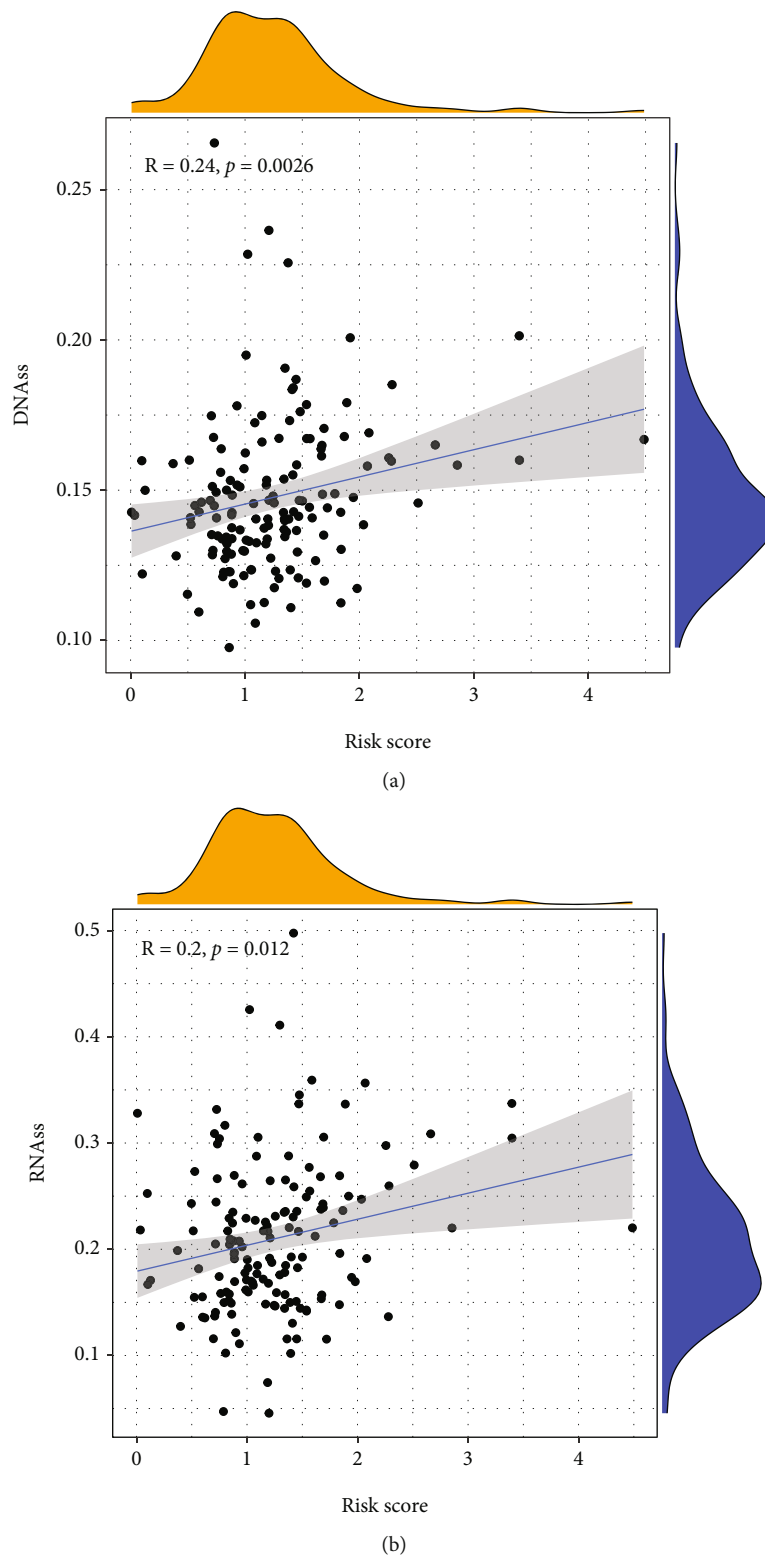 R = 0.24, p = 0.0026
0.25
0.20
0.15
0.10
DNAss
0 1 2 3 4
Risk score
(a)
R = 0.2, p = 0.012
0.5
0.4
0.3
0.2
0.1
RNAss
0 1 2 3 4
Risk score
(b)